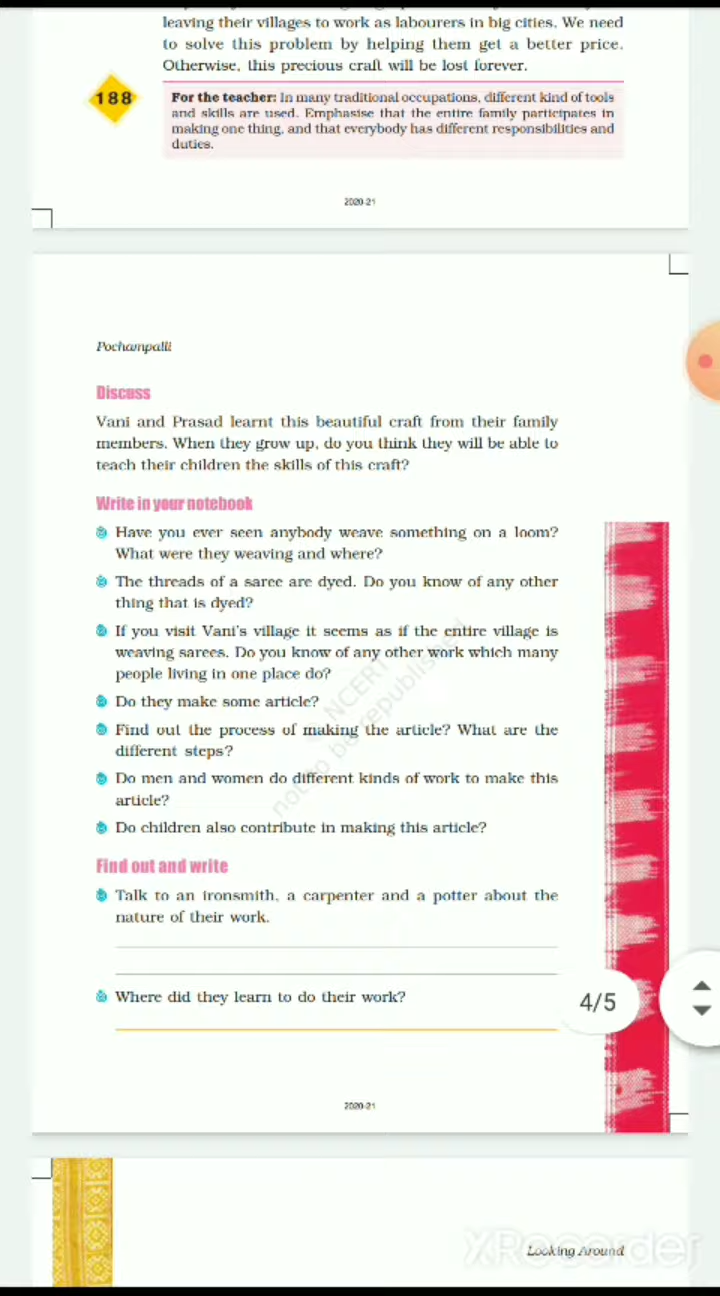 leaving their villages to work as labourers in big cities. We need
to solve this problem by helping them get a better price.
Otherwise, this precious craft will be lost forever.
188
For the teacher: In many traditional occupations, different kind of tools
and skills are used. Emphasise that the entire family participates in
making one thing, and that everybody has different responsibilities and
duties.
2020-21
Pochampalli
Discuss
Vani and Prasad learnt this beautiful craft from their family
members. When they grow up, do you think they will be able to
teach their children the skills of this craft?
Write in your notebook
Have you ever seen anybody weave something on a loom?
What were they weaving and where?
The threads of a saree are dyed. Do you know of any other
thing that is dyed?
If you visit Vani's village it seems as if the entire village is
weaving sarees. Do you know of any other work which many
people living in one place do?
Do they make some article?
Find out the process of making the article? What are the
different steps?
Do men and women do different kinds of work to make this
article?
Do children also contribute in making this article?
NCERT
not to be republished
Find out and write
Talk to an ironsmith, a carpenter and a potter about the
nature of their work.
Where did they learn to do their work?
4/5
2020-21
Looking Around
XRecorder